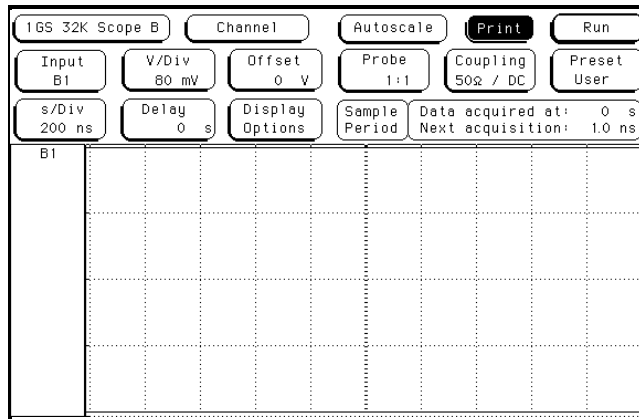 1GS 32K Scope B Channel Autoscale Print Run
Input V/Div Offset Probe Coupling Preset
B1 80 mV 0 V 1:1 50Ω / DC User
s/Div Delay Display Sample Data acquired at: 0 s
200 ns 0 s Options Period Next acquisition: 1.0 ns
B1